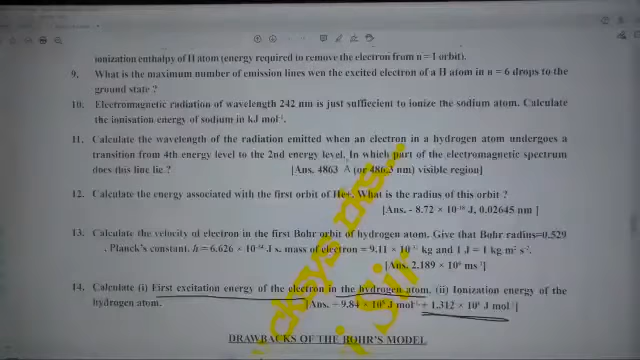 ionization enthalpy of H atom (energy required to remove the electron from n = 1 orbit).
9. What is the maximum number of emission lines wen the excited electron of a H atom in n = 6 drops to the
ground state ?
10. Electromagnetic radiation of wavelength 242 nm is just suffecient to ionize the sodium atom. Calculate
the ionisation energy of sodium in kJ mol⁻¹.
11. Calculate the wavelength of the radiation emitted when an electron in a hydrogen atom undergoes a
transition from 4th energy level to the 2nd energy level. In which part of the electromagnetic spectrum
does this line lie ? [Ans. 4863 Å (or 486.3 nm) visible region]
12. Calculate the energy associated with the first orbit of He+. What is the radius of this orbit ?
[Ans. - 8.72 × 10⁻¹⁸ J, 0.02645 nm ]
13. Calculate the velocity of electron in the first Bohr orbit of hydrogen atom. Give that Bohr radius=0.529
. Planck's constant, h = 6.626 × 10⁻³⁴ J s. mass of electron = 9.11 × 10⁻³¹ kg and 1 J = 1 kg m² s⁻².
[Ans. 2.189 × 10⁶ ms⁻¹]
14. Calculate (i) First excitation energy of the electron in the hydrogen atom. (ii) Ionization energy of the
hydrogen atom. [Ans. = 9.84 × 10⁵ J mol⁻¹ + 1.312 × 10⁶ J mol⁻¹]
DRAWBACKS OF THE BOHR'S MODEL
Sir